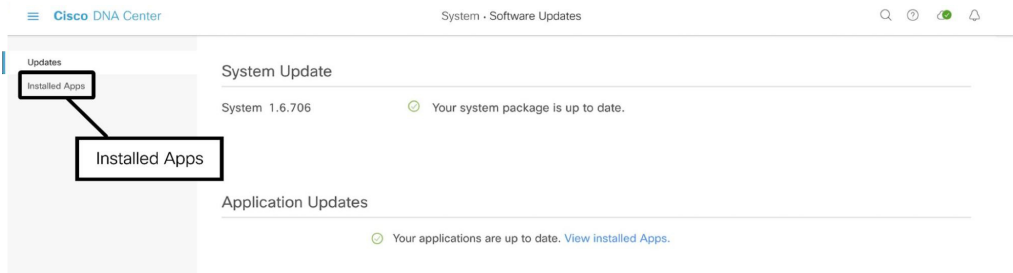 Cisco DNA Center
System · Software Updates
Updates
Installed Apps
Installed Apps
System Update
System 1.6.706
Your system package is up to date.
Application Updates
Your applications are up to date. View installed Apps.